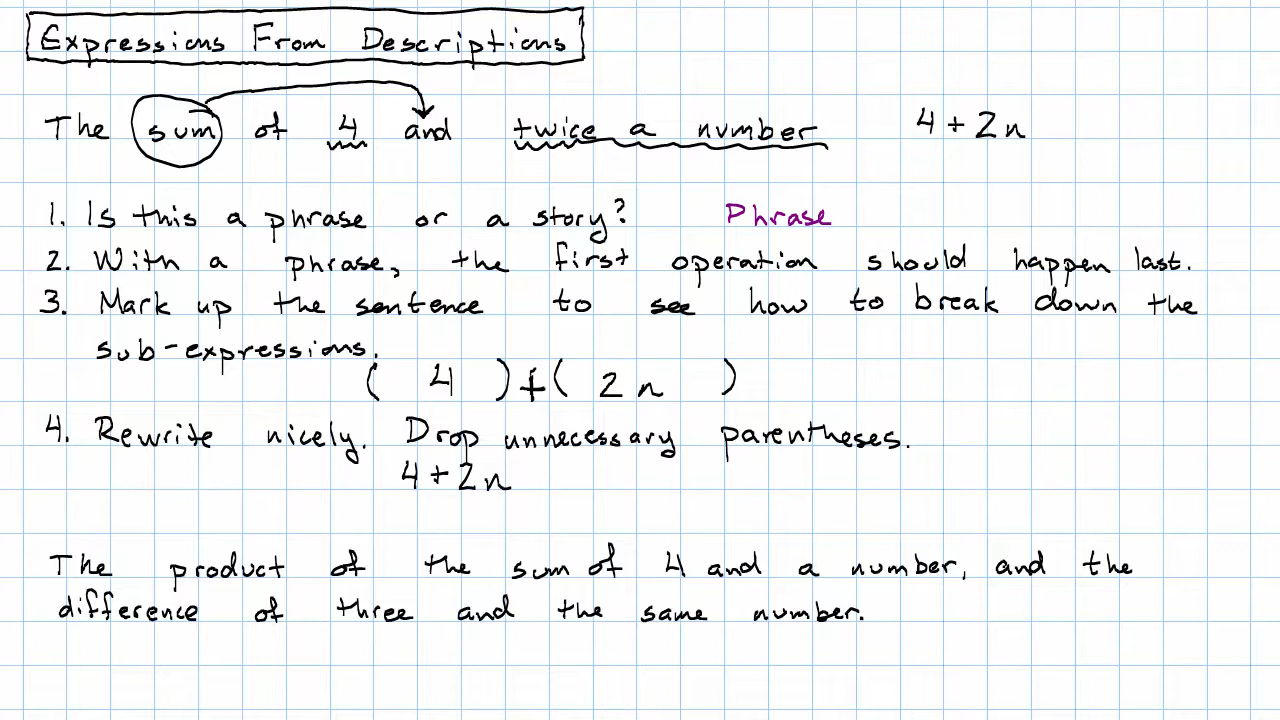 Expressions From Descriptions
The sum of 4 and twice a number 4 + 2n
1. Is this a phrase or a story? Phrase
2. With a phrase, the first operation should happen last.
3. Mark up the sentence to see how to break down the
sub-expressions.
( 4 ) + ( 2n )
4. Rewrite nicely. Drop unnecessary parentheses.
4 + 2n
The product of the sum of 4 and a number, and the
difference of three and the same number.